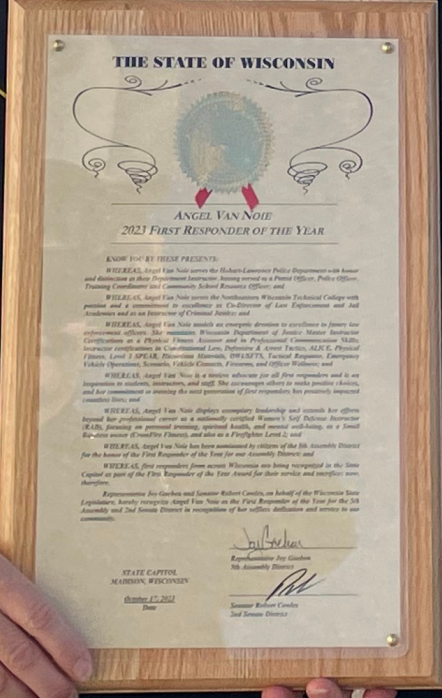 THE STATE OF WISCONSIN
ANGEL VAN NOIE
2023 FIRST RESPONDER OF THE YEAR
KNOW YOU BY THESE PRESENTS:
WHEREAS, Angel Van Noie serves the Hobart-Lawrence Police Department with honor
and distinction as their Department Instructor, having served as a Patrol Officer, Police Officer,
Training Coordinator and Community School Resource Officer; and
WHEREAS, Angel Van Noie serves the Northeastern Wisconsin Technical College with
passion and a commitment to excellence as Co-Director of Law Enforcement and Jail
Academies and as an Instructor of Criminal Justice; and
WHEREAS, Angel Van Noie models an energetic devotion to excellence to future law
enforcement officers. She maintains Wisconsin Department of Justice Master Instructor
Certifications as a Physical Fitness Assessor and in Professional Communication Skills;
Instructor certifications in Constitutional Law, Defensive & Arrest Tactics, ALICE, Physical
Fitness, Level 1 SPEAR, Hazardous Materials, OWI/SFTS, Tactical Response, Emergency
Vehicle Operations, Scenario, Vehicle Contacts, Firearms, and Officer Wellness; and
WHEREAS, Angel Van Noie is a tireless advocate for all first responders and is an
inspiration to students, instructors, and staff. She encourages others to make positive choices,
and her commitment to training the next generation of first responders has positively impacted
countless lives; and
WHEREAS, Angel Van Noie displays exemplary leadership and extends her efforts
beyond her professional career as a nationally certified Women's Self Defense Instructor
(RAD), focusing on personal training, spiritual health, and mental well-being, as a Small
Business owner (CrossFire Fitness), and also as a Firefighter Level 2; and
WHEREAS, Angel Van Noie has been nominated by citizens of the 5th Assembly District
for the honor of the First Responder of the Year for our Assembly District; and
WHEREAS, first responders from across Wisconsin are being recognized in the State
Capitol as part of the First Responder of the Year Award for their service and sacrifice; now,
therefore,
Representative Joy Goeben and Senator Robert Cowles, on behalf of the Wisconsin State
Legislature, hereby recognize Angel Van Noie as the First Responder of the Year for the 5th
Assembly and 2nd Senate District in recognition of her selfless dedication and service to our
community.
Joy Goeben
Representative Joy Goeben
5th Assembly District
STATE CAPITOL
MADISON, WISCONSIN
October 17, 2023
Date
Senator Robert Cowles
2nd Senate District